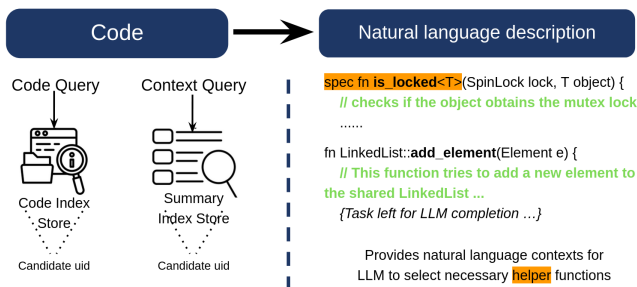 Code
Natural language description
Code Query
Context Query
Code Index
Store
Summary
Index Store
Candidate uid
Candidate uid
spec fn is_locked<T>(SpinLock lock, T object) {
// checks if the object obtains the mutex lock
......
fn LinkedList::add_element(Element e) {
// This function tries to add a new element to
the shared LinkedList ...
{Task left for LLM completion …}
Provides natural language contexts for
LLM to select necessary helper functions